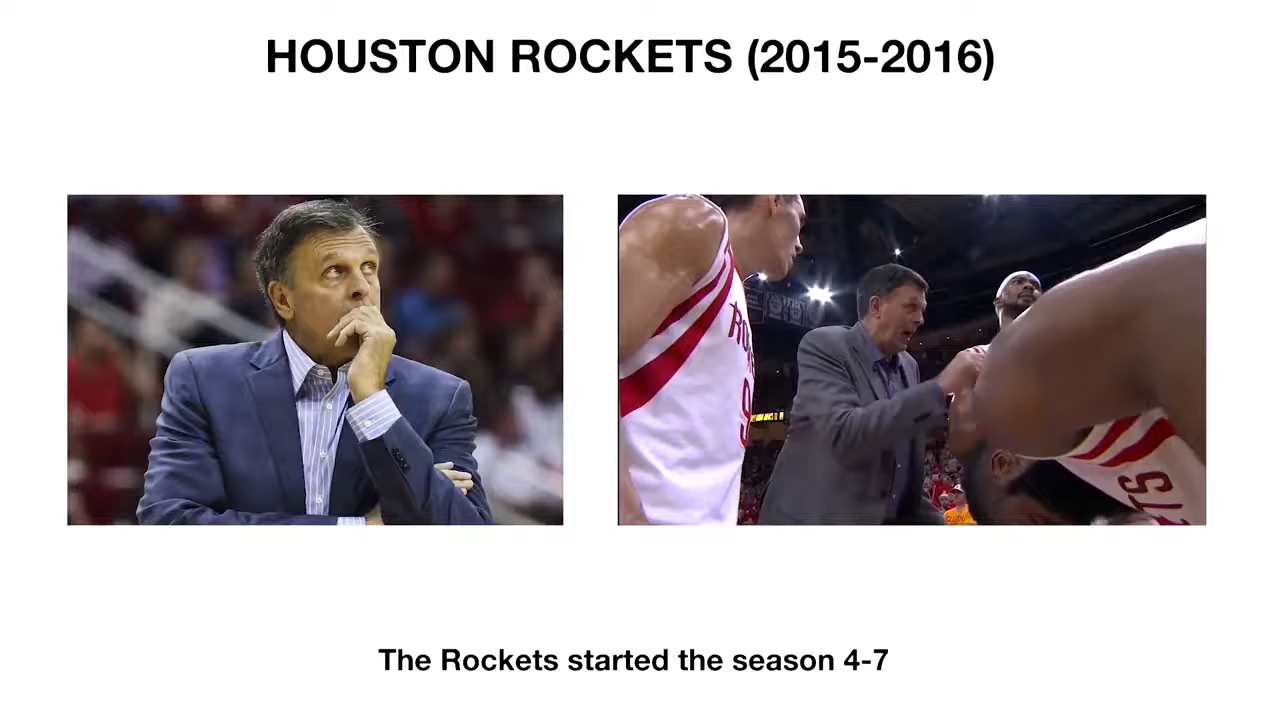 HOUSTON ROCKETS (2015-2016)
The Rockets started the season 4-7